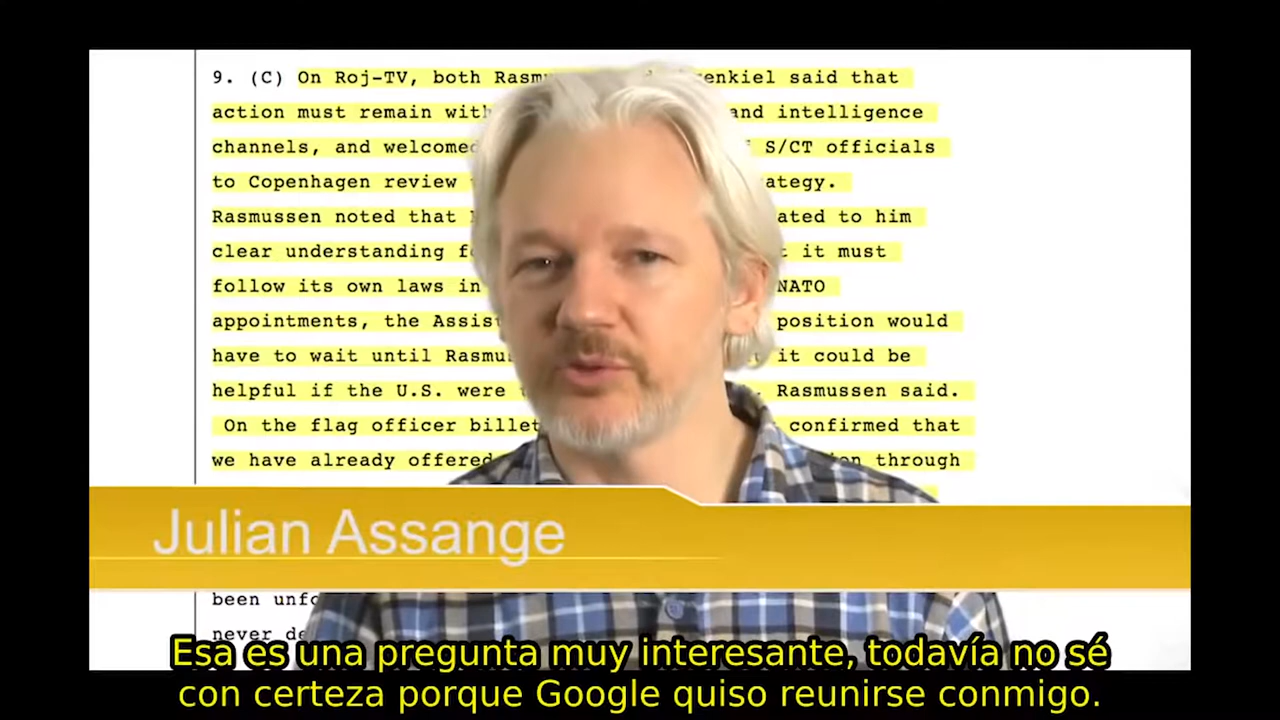 9. (C) On Roj-TV, both Rasm enkiel said that
action must remain with and intelligence
channels, and welcomed S/CT officials
to Copenhagen review ategy.
Rasmussen noted that ated to him
clear understanding it must
follow its own laws in NATO
appointments, the Assis position would
have to wait until Rasmu it could be
helpful if the U.S. were Rasmussen said.
On the flag officer billet confirmed that
we have already offered on through
Julian Assange
been unfo
never de
Esa es una pregunta muy interesante, todavía no sé
con certeza porque Google quiso reunirse conmigo.